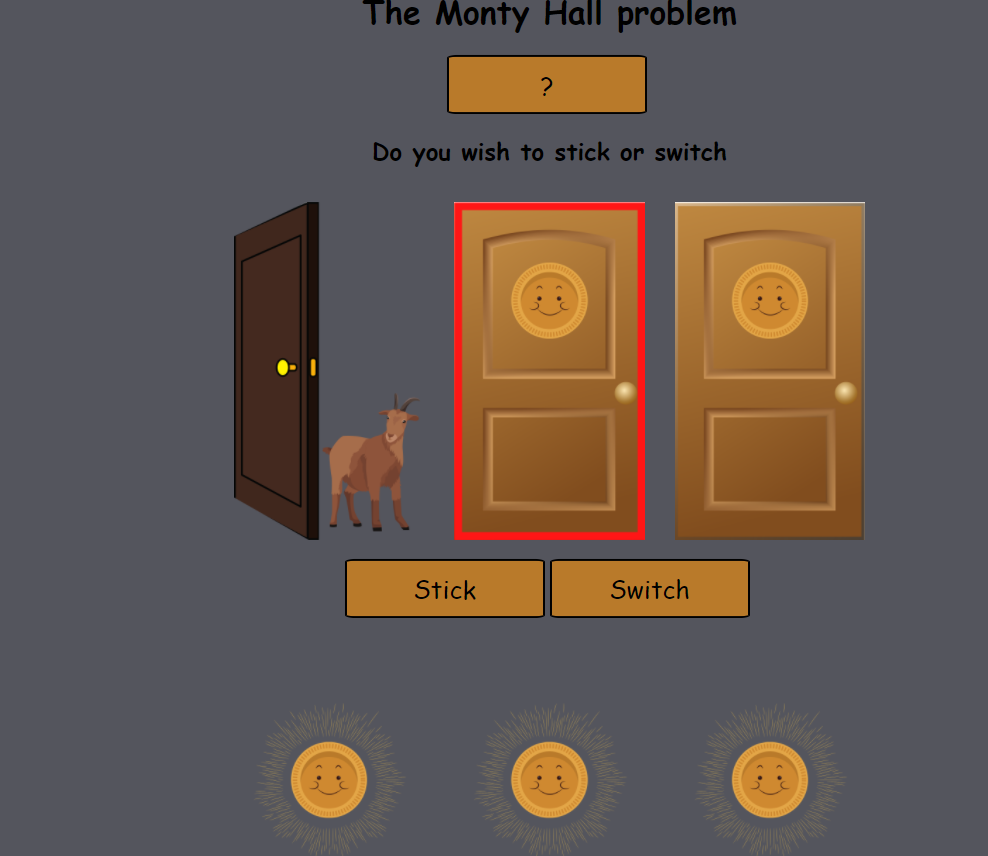 The Monty Hall problem
?
Do you wish to stick or switch
Stick
Switch